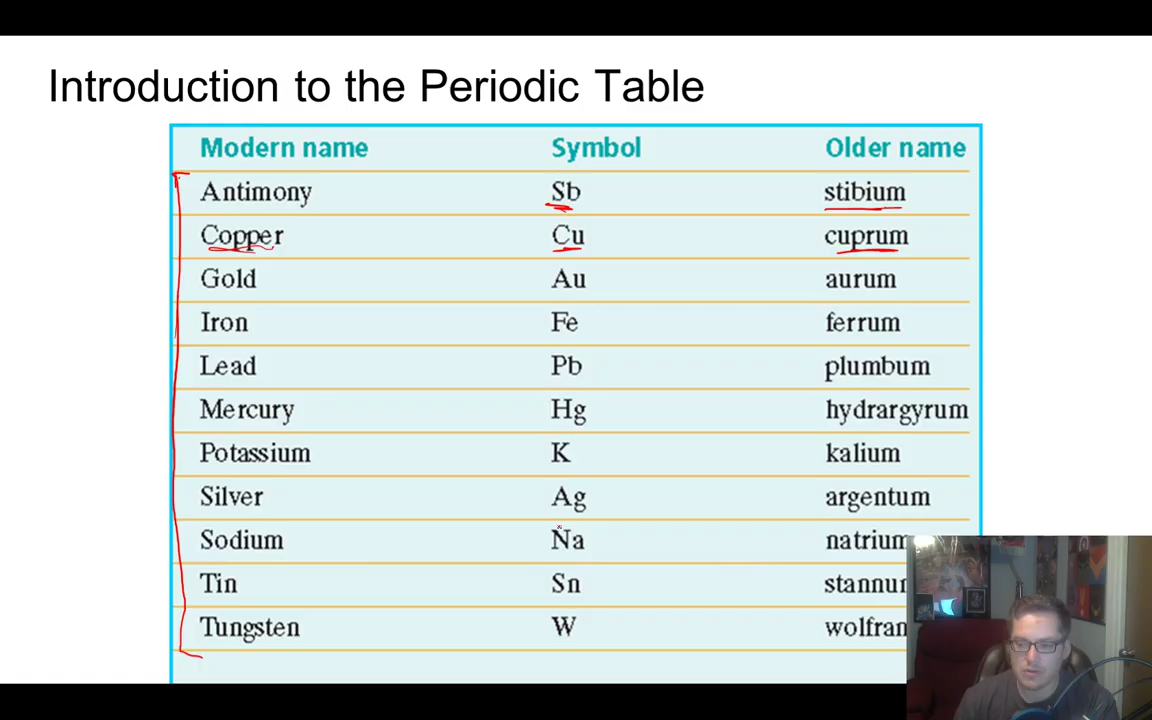 Introduction to the Periodic Table
Modern name Symbol Older name
Antimony Sb stibium
Copper Cu cuprum
Gold Au aurum
Iron Fe ferrum
Lead Pb plumbum
Mercury Hg hydrargyrum
Potassium K kalium
Silver Ag argentum
Sodium Na natrium
Tin Sn
Tungsten W